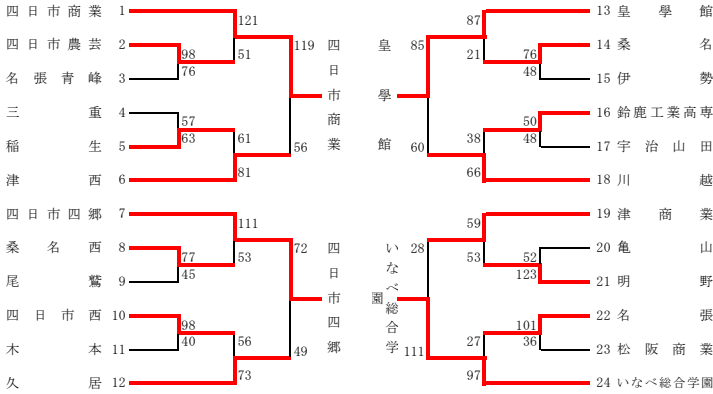 四日市商業 1
四日市農芸 2
名張青峰 3
三重 4
稲生 5
津西 6
四日市四郷 7
桑名西 8
尾鷲 9
四日市西 10
木本 11
久居 12
98
76
57
63
77
45
98
40
121
51
61
81
111
53
56
73
119
56
72
49
四日市商業
四日市四郷
皇學館
いなべ総合学園
85
60
28
111
87
21
38
66
59
53
27
97
76
48
50
48
52
123
101
36
13 皇學館
14 桑名
15 伊勢
16 鈴鹿工業高専
17 宇治山田
18 川越
19 津商業
20 亀山
21 明野
22 名張
23 松阪商業
24 いなべ総合学園